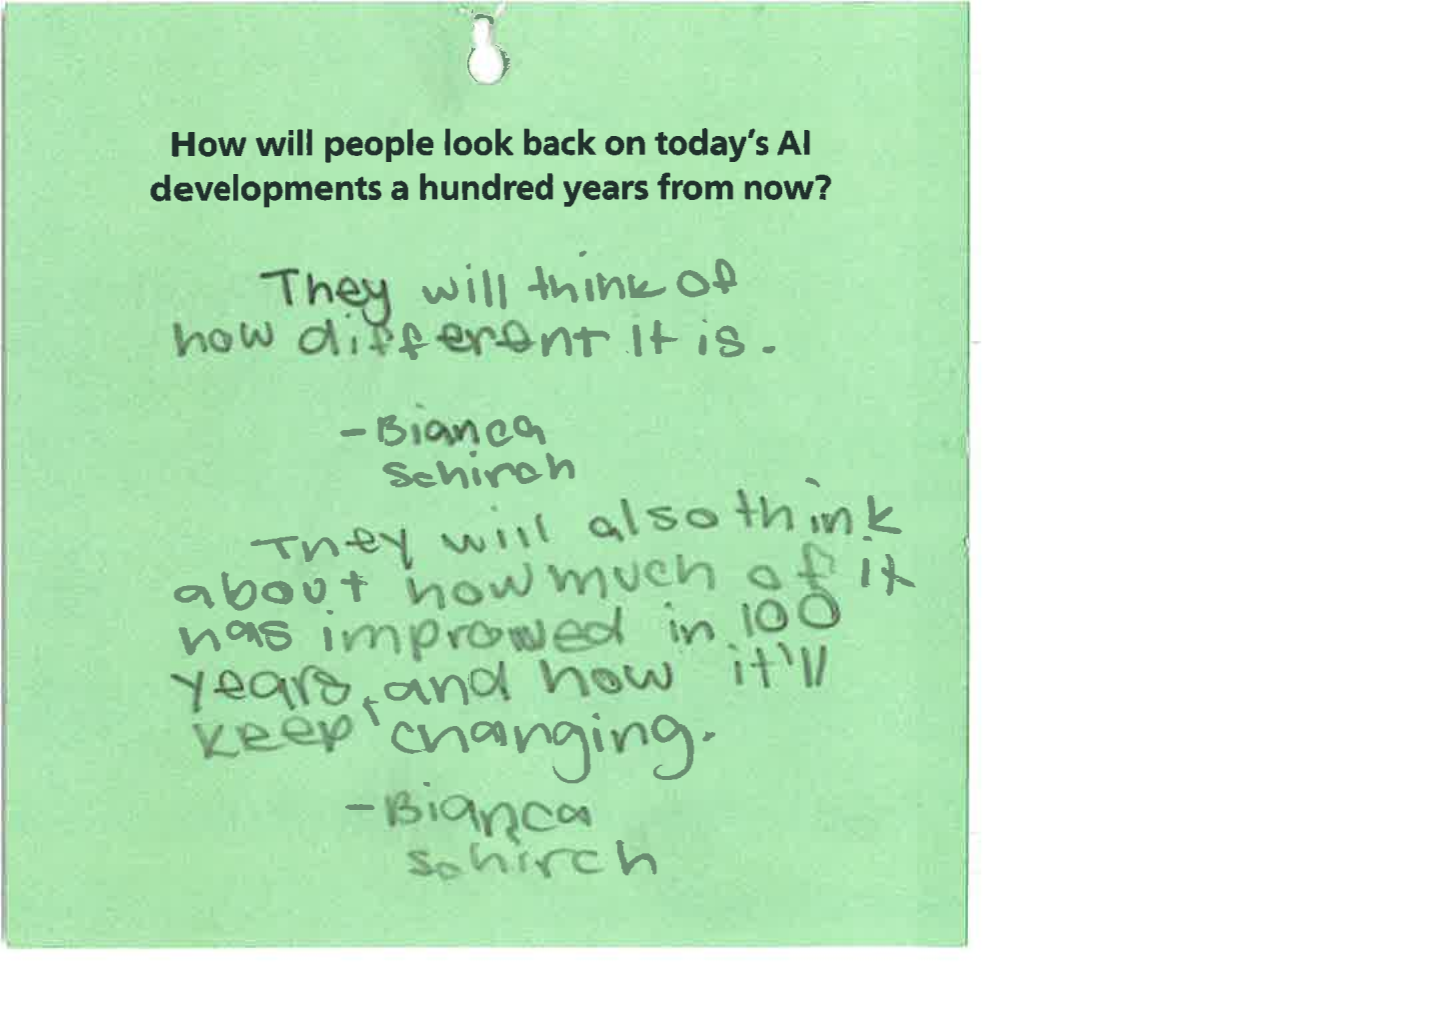 How will people look back on today's AI
developments a hundred years from now?
They will think of
how different it is.
-Bianca
Schirch
They will also think
about how much of it
has improved in 100
years, and how it'll
keep changing.
-Bianca
Schirch